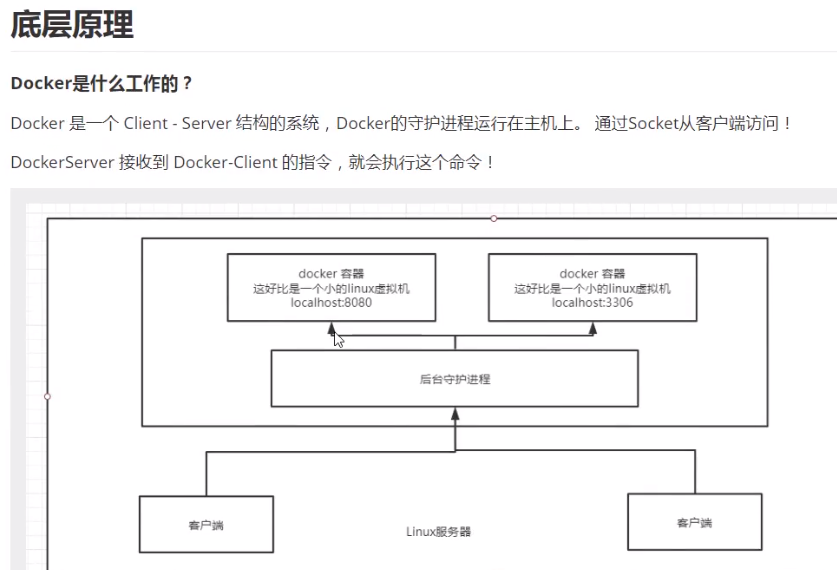 底层原理
Docker是什么工作的？
Docker 是一个 Client - Server 结构的系统，Docker的守护进程运行在主机上。 通过Socket从客户端访问！
DockerServer 接收到 Docker-Client 的指令，就会执行这个命令！
docker 容器
这好比是一个小的linux虚拟机
localhost:8080
docker 容器
这好比是一个小的linux虚拟机
localhost:3306
后台守护进程
客户端
Linux服务器
客户端